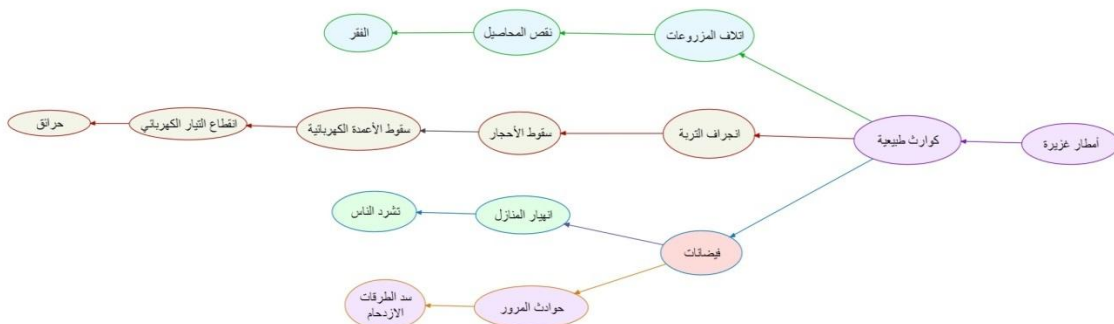 أمطار غزيرة
كوارث طبيعية
اتلاف المزروعات
نقص المحاصيل
الفقر
انجراف التربة
سقوط الأحجار
سقوط الأعمدة الكهربائية
انقطاع التيار الكهربائي
حرائق
فيضانات
انهيار المنازل
تشرد الناس
حوادث المرور
سد الطرقات
الازدحام